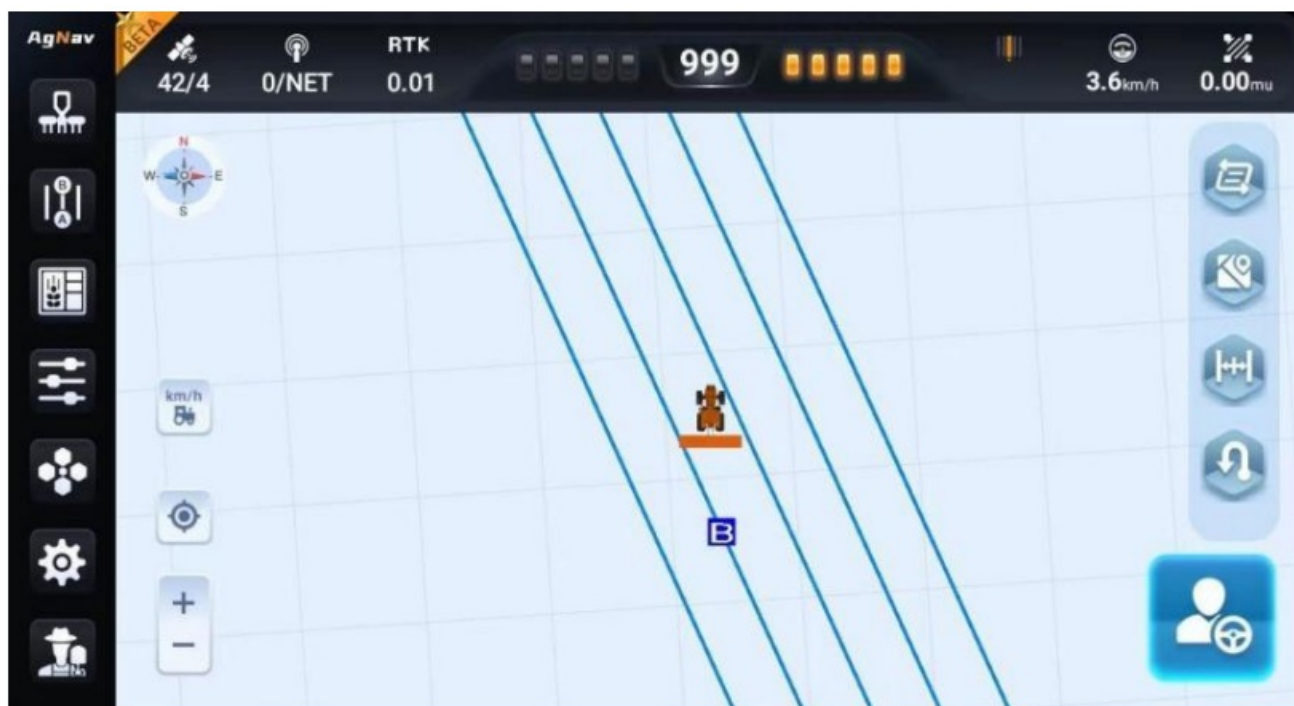 AgNav
BETA
42/4
0/NET
RTK
0.01
999
3.6km/h
0.00mu
N
W
E
S
B
A
km/h
B